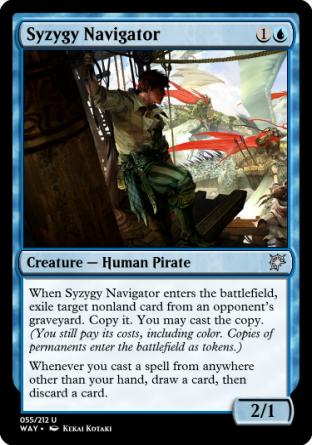 Syzygy Navigator 1
Creature — Human Pirate
When Syzygy Navigator enters the battlefield,
exile target nonland card from an opponent's
graveyard. Copy it. You may cast the copy.
(You still pay its costs, including color. Copies of
permanents enter the battlefield as tokens.)
Whenever you cast a spell from anywhere
other than your hand, draw a card, then
discard a card.
055/212 U
WAY • Kekai Kotaki
2/1